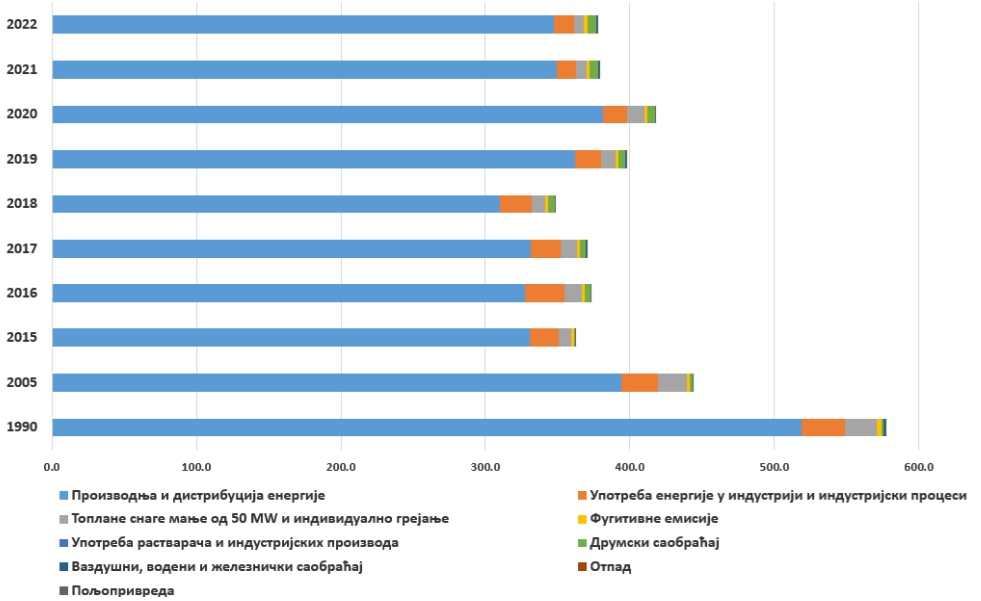 2022
2021
2020
2019
2018
2017
2016
2015
2005
1990
0.0 100.0 200.0 300.0 400.0 500.0 600.0
Производња и дистрибуција енергије
Употреба енергије у индустрији и индустријски процеси
Топлане снаге мање од 50 MW и индивидуално грејање
Фугитивне емисије
Употреба растварача и индустријских производа
Друмски саобраћај
Ваздушни, водени и железнички саобраћај
Отпад
Пољопривреда